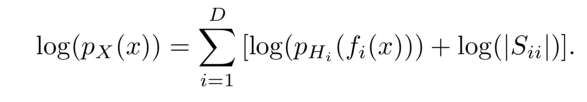 log(p_X(x)) = \sum_{i=1}^{D} [log(p_{H_i}(f_i(x))) + log(|S_{ii}|)].